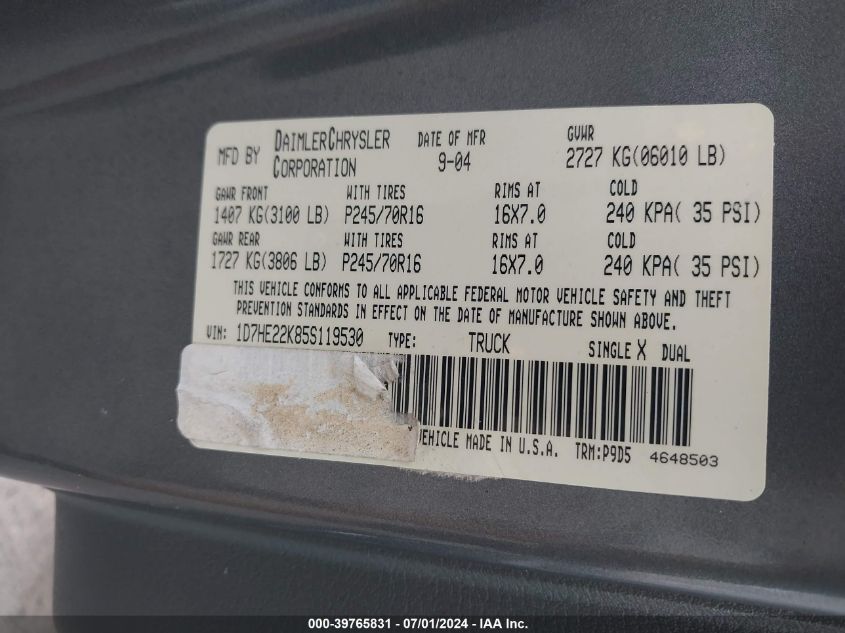 MFD BY DAIMLERCHRYSLER CORPORATION DATE OF MFR 9-04 GVWR 2727 KG(06010 LB)
GAWR FRONT WITH TIRES RIMS AT COLD
1407 KG(3100 LB) P245/70R16 16X7.0 240 KPA( 35 PSI)
GAWR REAR WITH TIRES RIMS AT COLD
1727 KG(3806 LB) P245/70R16 16X7.0 240 KPA( 35 PSI)
THIS VEHICLE CONFORMS TO ALL APPLICABLE FEDERAL MOTOR VEHICLE SAFETY AND THEFT
PREVENTION STANDARDS IN EFFECT ON THE DATE OF MANUFACTURE SHOWN ABOVE.
VIN: 1D7HE22K85S119530 TYPE: TRUCK SINGLE X DUAL
VEHICLE MADE IN U.S.A. TRM:P9D5 4648503
000-39765831 / 07/01/2024 - IAA Inc.